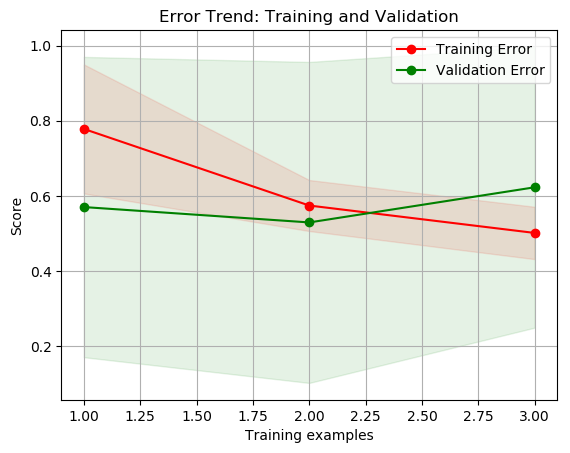 Error Trend: Training and Validation
Training Error
Validation Error
Score
1.0
0.8
0.6
0.4
0.2
1.00 1.25 1.50 1.75 2.00 2.25 2.50 2.75 3.00
Training examples